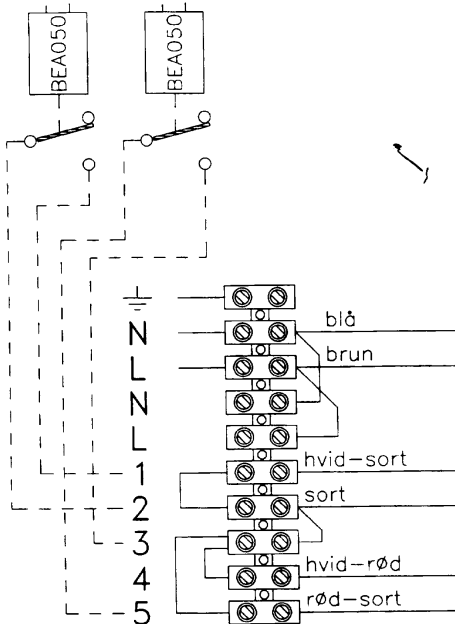 BEA050
BEA050
N blå
L brun
N
L
1 hvid-sort
2 sort
3
4 hvid-rØd
5 rØd-sort